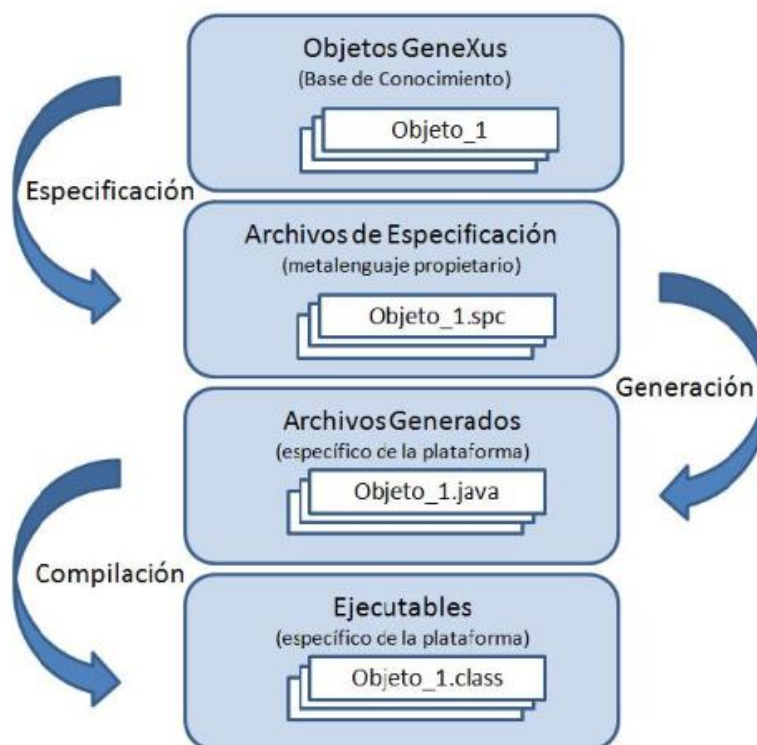 Objetos GeneXus
(Base de Conocimiento)
Objeto_1
Especificación
Archivos de Especificación
(metalenguaje propietario)
Objeto_1.spc
Generación
Archivos Generados
(específico de la plataforma)
Objeto_1.java
Compilación
Ejecutables
(específico de la plataforma)
Objeto_1.class